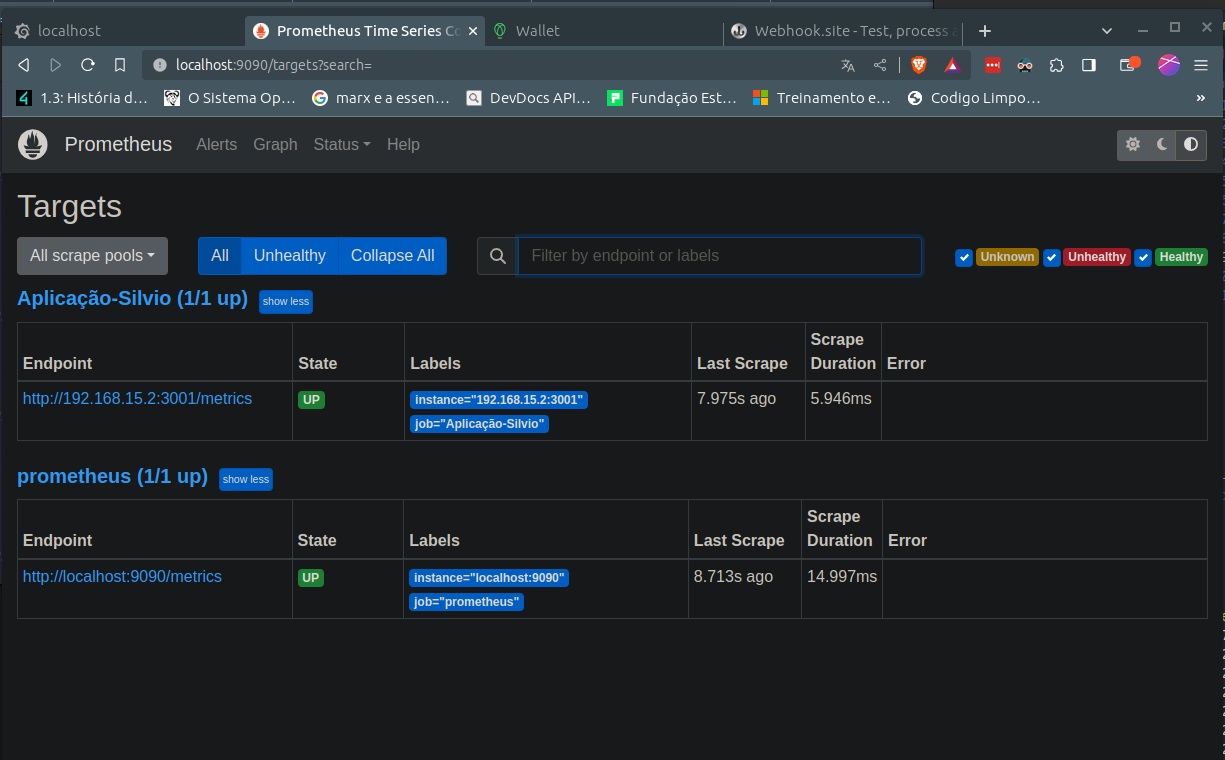 localhost
Prometheus Time Series Co
Wallet
Webhook.site - Test, process a
localhost:9090/targets?search=
1.3: História d...
O Sistema Op...
marx e a essen...
DevDocs API...
Fundação Est...
Treinamento e...
Codigo Limpo...
»
Prometheus
Alerts
Graph
Status
Help
Targets
All scrape pools
All
Unhealthy
Collapse All
Filter by endpoint or labels
Unknown
Unhealthy
Healthy
Aplicação-Silvio (1/1 up)
show less
Endpoint
State
Labels
Last Scrape
Scrape
Duration
Error
http://192.168.15.2:3001/metrics
UP
instance="192.168.15.2:3001"
job="Aplicação-Silvio"
7.975s ago
5.946ms
prometheus (1/1 up)
show less
Endpoint
State
Labels
Last Scrape
Scrape
Duration
Error
http://localhost:9090/metrics
UP
instance="localhost:9090"
job="prometheus"
8.713s ago
14.997ms